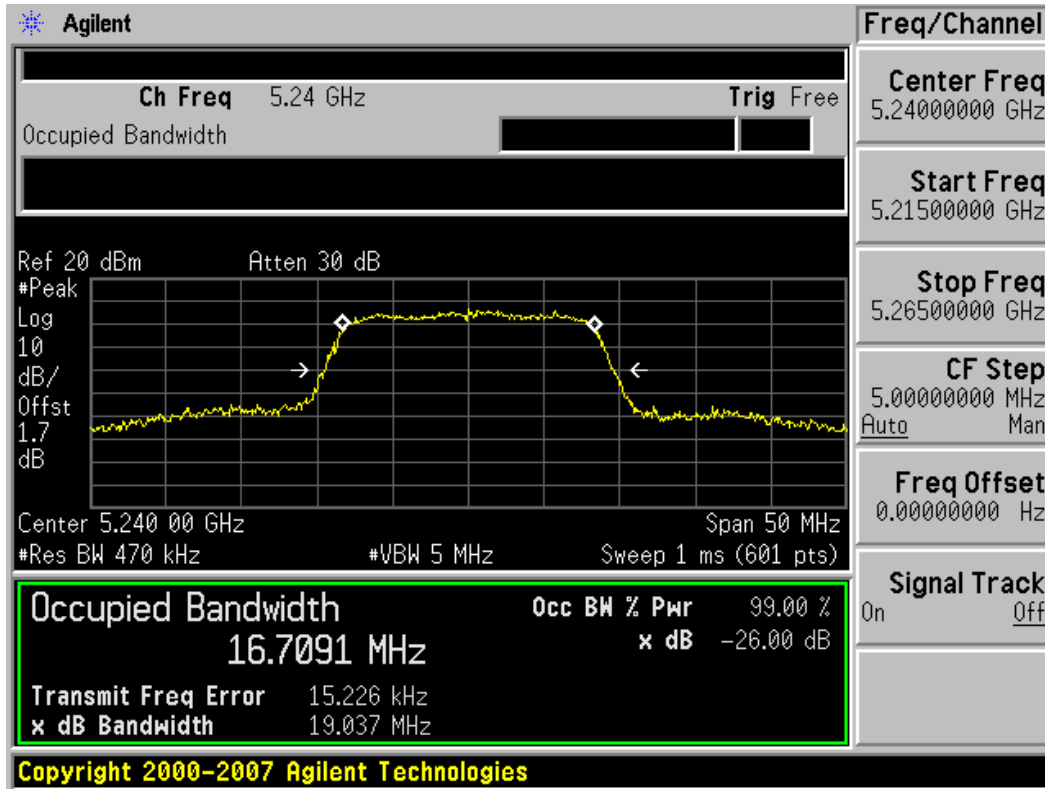 Agilent
Ch Freq 5.24 GHz Trig Free
Occupied Bandwidth
Ref 20 dBm Atten 30 dB
#Peak
Log
10
dB/
Offst
1.7
dB
Center 5.240 00 GHz Span 50 MHz
#Res BW 470 kHz #VBW 5 MHz Sweep 1 ms (601 pts)
Occupied Bandwidth
16.7091 MHz
Occ BW % Pwr 99.00 %
x dB -26.00 dB
Transmit Freq Error 15.226 kHz
x dB Bandwidth 19.037 MHz
Copyright 2000-2007 Agilent Technologies
Freq/Channel
Center Freq
5.24000000 GHz
Start Freq
5.21500000 GHz
Stop Freq
5.26500000 GHz
CF Step
5.00000000 MHz
Auto Man
Freq Offset
0.00000000 Hz
Signal Track
On Off